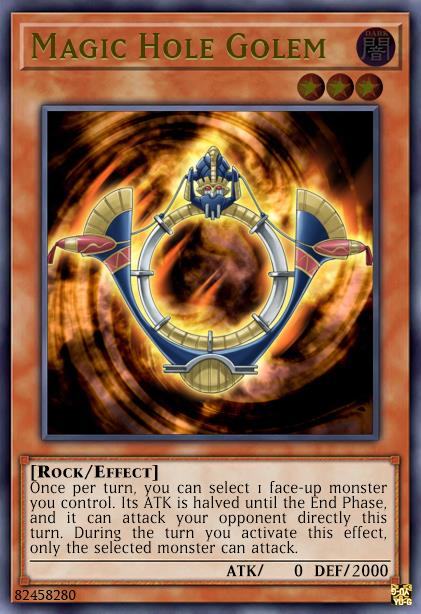 MAGIC HOLE GOLEM
DARK
闇
[ROCK/EFFECT]
Once per turn, you can select 1 face-up monster
you control. Its ATK is halved until the End Phase,
and it can attack your opponent directly this
turn. During the turn you activate this effect,
only the selected monster can attack.
ATK/ 0 DEF/2000
82458280